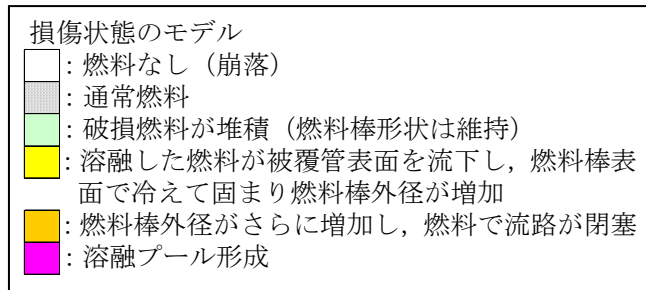 損傷状態のモデル
：燃料なし（崩落）
：通常燃料
：破損燃料が堆積（燃料棒形状は維持）
：溶融した燃料が被覆管表面を流下し，燃料棒表
面で冷えて固まり燃料棒外径が増加
：燃料棒外径がさらに増加し，燃料で流路が閉塞
：溶融プール形成